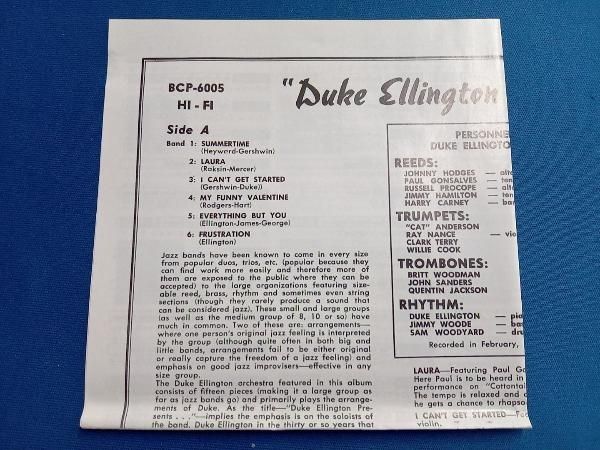 BCP-6005
HI - FI
"Duke Ellington
Side A
Band 1: SUMMERTIME
(Heyward-Gershwin)
2: LAURA
(Raksin-Mercer)
3: I CAN'T GET STARTED
(Gershwin-Duke))
4: MY FUNNY VALENTINE
(Rodgers-Hart)
5: EVERYTHING BUT YOU
(Ellington-James-George)
6: FRUSTRATION
(Ellington)
Jazz bands have been known to come in every size
from popular duos, trios, etc. (popular because they
can find work more easily and therefore more of
them are exposed to the public where they can be
accepted) to the large organizations featuring size-
able reed, brass, rhythm and sometimes even string
sections (though they rarely produce a sound that
can be considered jazz). These small and large groups
(as well as the medium group of 8, 10 or so) have
much in common. Two of these are: arrangements—
where one person's original jazz feeling is interpreted
by the group (although quite often in both big and
little bands, arrangements fail to be either original
or really capture the freedom of a jazz feeling) and
emphasis on good jazz improvisers—effective in any
size group.
The Duke Ellington orchestra featured in this album
consists of fifteen pieces (making it a large group as
far as jazz bands go) and primarily plays the arrange-
ments of Duke. As the title—"Duke Ellington Pre-
sents . . ."—implies the emphasis is on the soloists of
the band. Duke Ellington in the thirty or so years that
PERSONNE
DUKE ELLINGTO
REEDS:
JOHNNY HODGES — alto
PAUL GONSALVES — ten
RUSSELL PROCOPE — alto
JIMMY HAMILTON — ten
HARRY CARNEY — bar
TRUMPETS:
"CAT" ANDERSON
RAY NANCE — vio
CLARK TERRY
WILLIE COOK
TROMBONES:
BRITT WOODMAN
JOHN SANDERS
QUENTIN JACKSON
RHYTHM:
DUKE ELLINGTON — pia
JIMMY WOODE — bas
SAM WOODYARD — dru
Recorded in February,
LAURA—Featuring Paul Go
Here Paul is to be heard in
performance on "Cottonta
The tempo is relaxed and c
he gets a chance to rhapso
I CAN'T GET STARTED—Fea
violin.